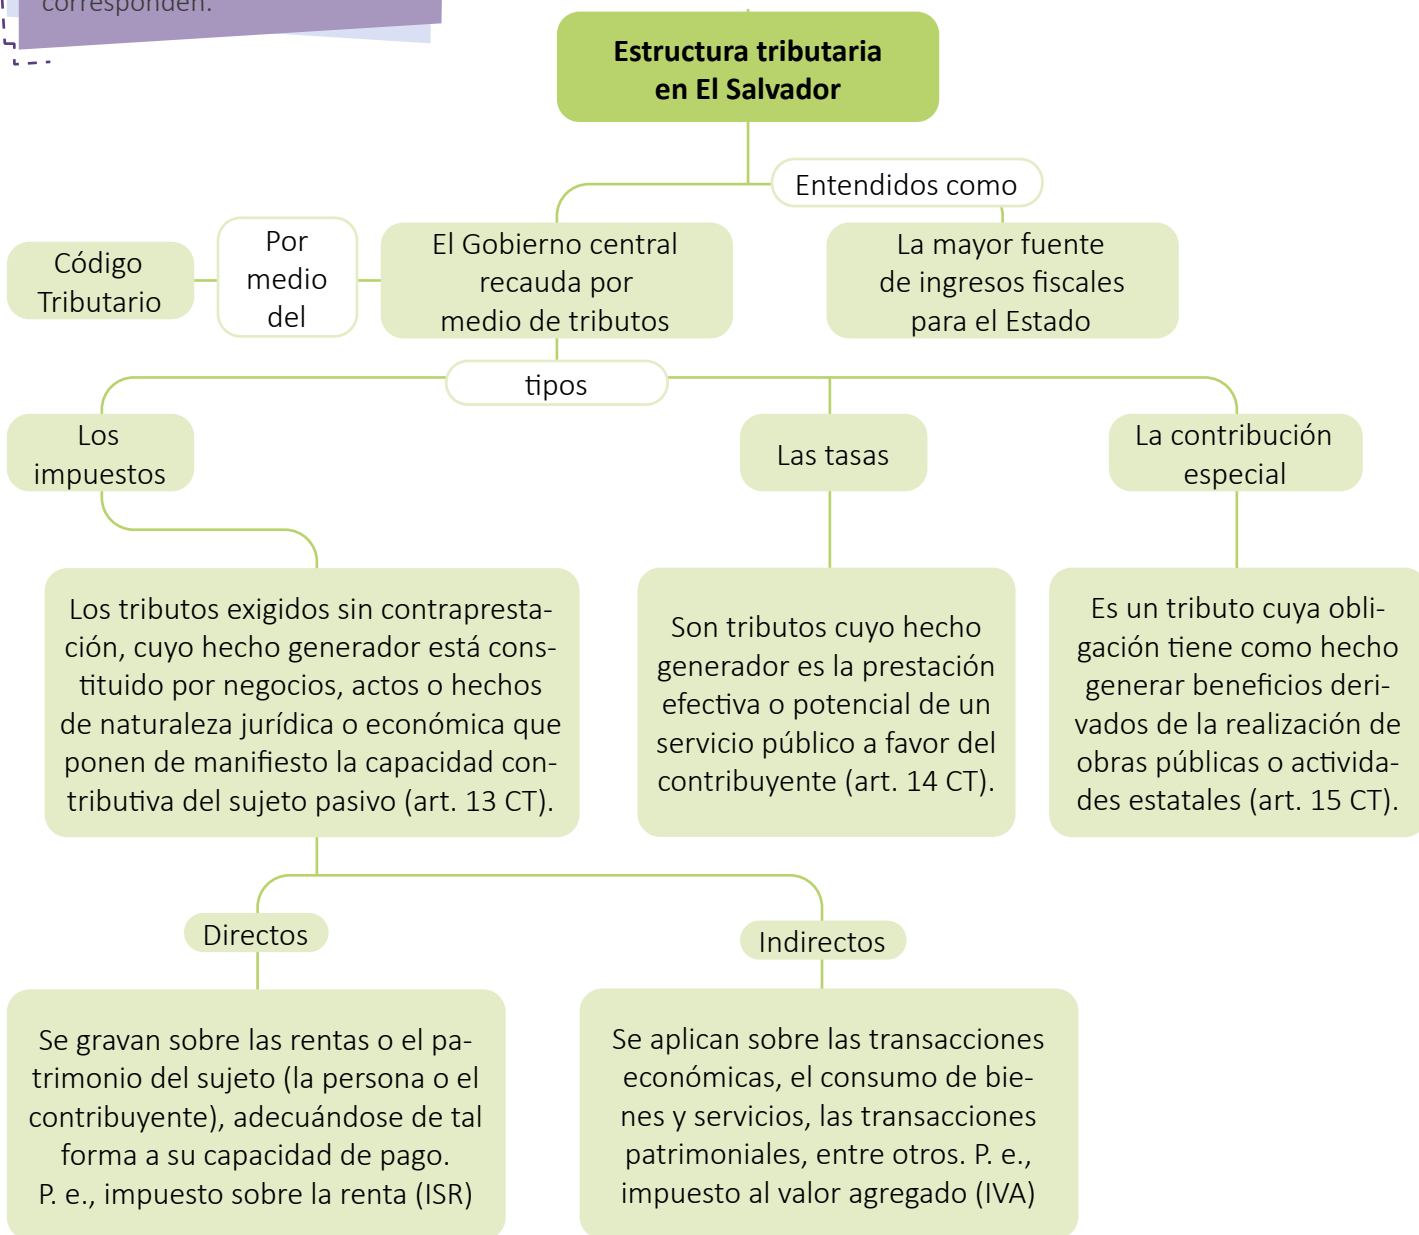 corresponden.
Estructura tributaria
en El Salvador
Entendidos como
Código
Tributario
Por
medio
del
El Gobierno central
recauda por
medio de tributos
La mayor fuente
de ingresos fiscales
para el Estado
tipos
Los
impuestos
Las tasas
La contribución
especial
Los tributos exigidos sin contrapresta-
ción, cuyo hecho generador está cons-
tituido por negocios, actos o hechos
de naturaleza jurídica o económica que
ponen de manifiesto la capacidad con-
tributiva del sujeto pasivo (art. 13 CT).
Son tributos cuyo hecho
generador es la prestación
efectiva o potencial de un
servicio público a favor del
contribuyente (art. 14 CT).
Es un tributo cuya obli-
gación tiene como hecho
generar beneficios deri-
vados de la realización de
obras públicas o activida-
des estatales (art. 15 CT).
Directos
Indirectos
Se gravan sobre las rentas o el pa-
trimonio del sujeto (la persona o el
contribuyente), adecuándose de tal
forma a su capacidad de pago.
P. e., impuesto sobre la renta (ISR)
Se aplican sobre las transacciones
económicas, el consumo de bie-
nes y servicios, las transacciones
patrimoniales, entre otros. P. e.,
impuesto al valor agregado (IVA)